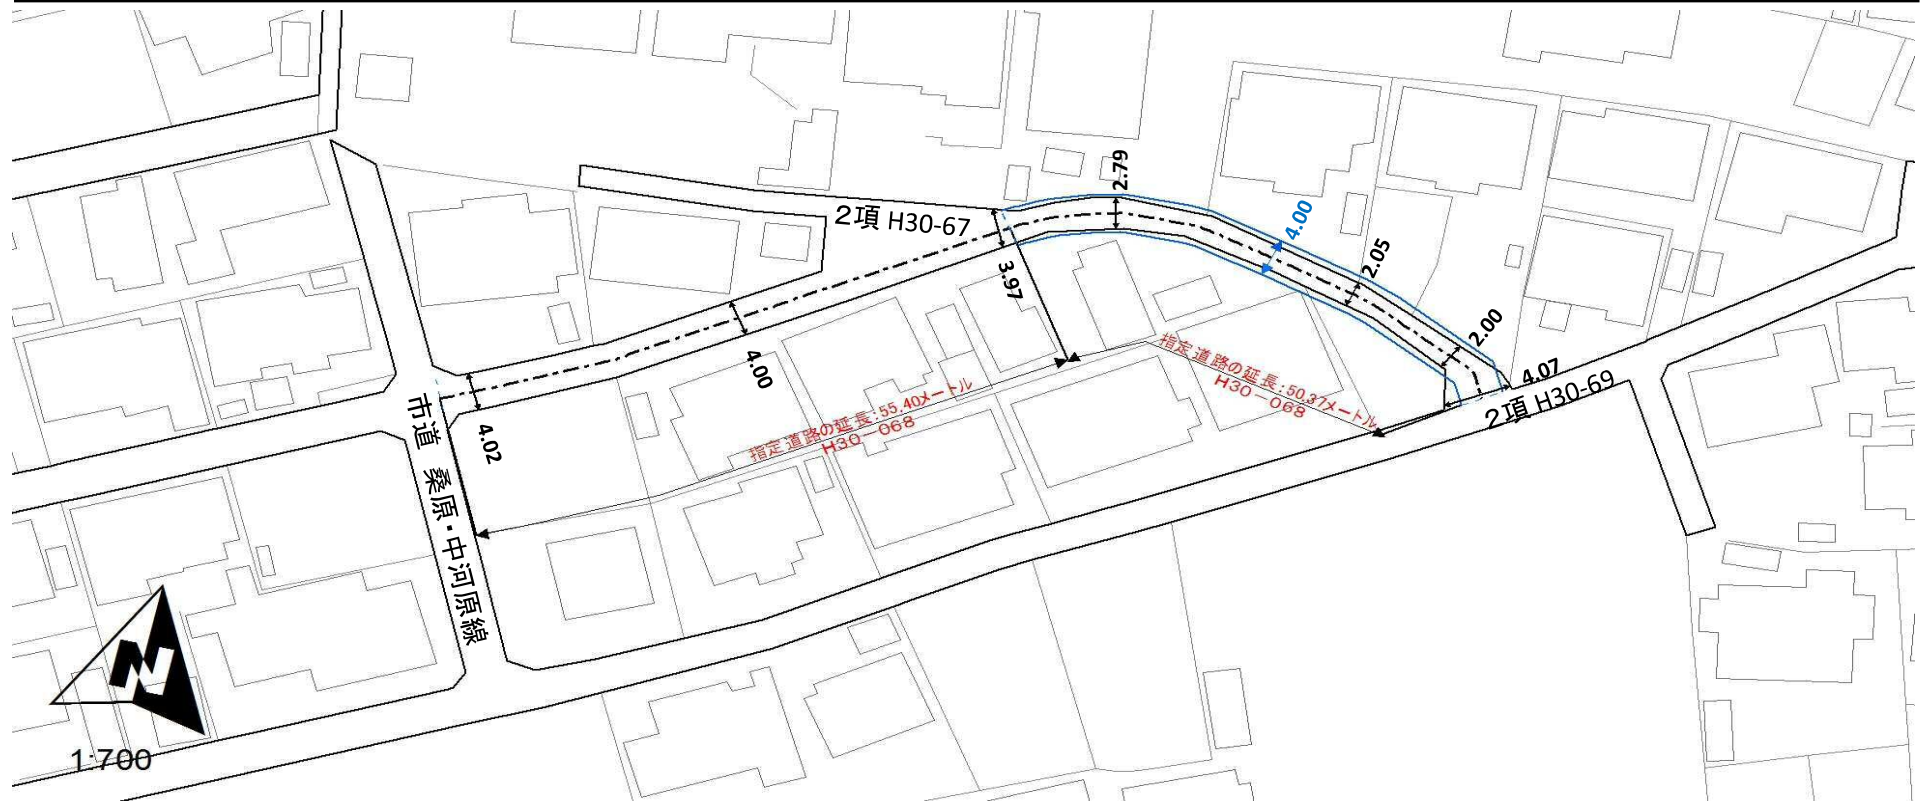 2.79
2項 H30-67
4.00
2.05
3.97
2.00
4.00
4.07
2項 H30-69
指定道路の延長:50.37メートル
H30-068
指定道路の延長:55.40メートル
H30-068
4.02
市道 桑原・中河原線
N
1:700